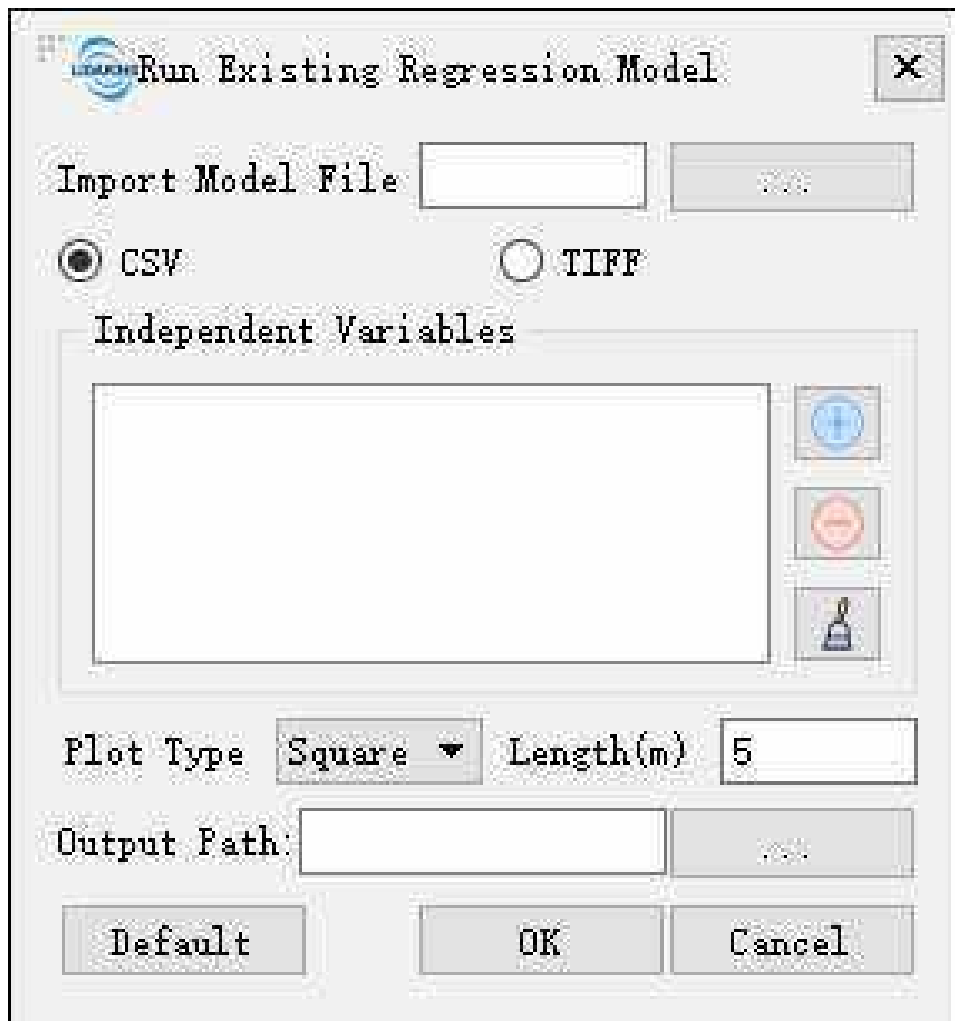 Run Existing Regression Model
Import Model File ...
CSV TIFF
Independent Variables
Plot Type Square Length(m) 5
Output Path: ...
Default OK Cancel